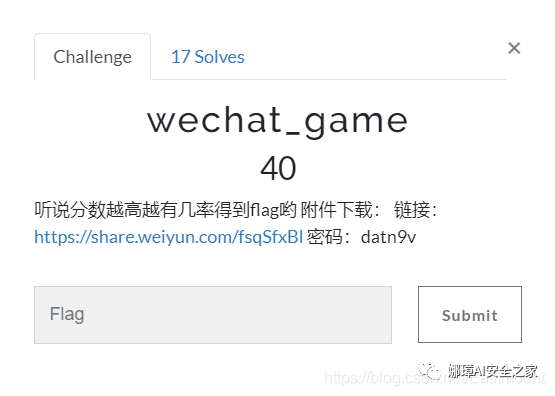 Challenge
17 Solves
×
wechat_game
40
听说分数越高越有几率得到flag哟 附件下载： 链接：
https://share.weiyun.com/fsqSfxBl 密码：datn9v
Flag
Submit
娜璋AI安全之家
https://blog.csdn.net/Eastmount